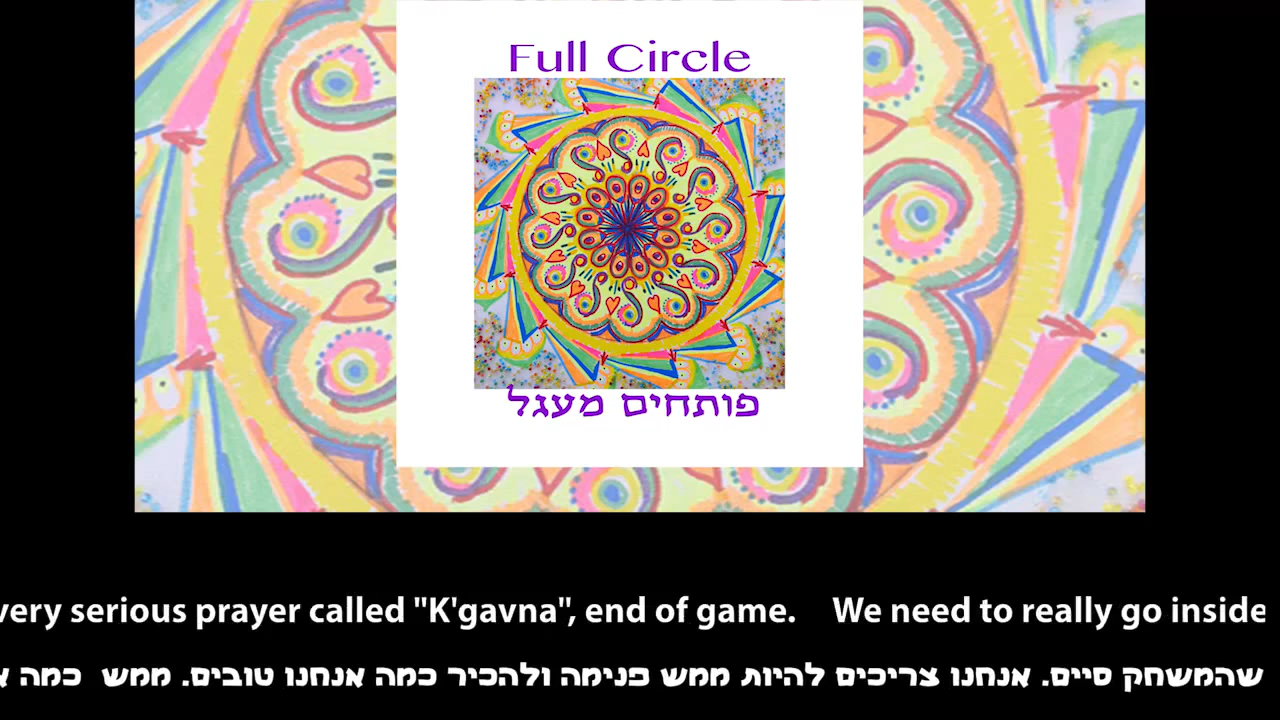 Full Circle
פותחים מעגל
very serious prayer called "K'gavna", end of game. We need to really go inside
שהמשחק סיים. אנחנו צריכים להיות ממש פנימה ולהכיר כמה אנחנו טובים. ממש כמה